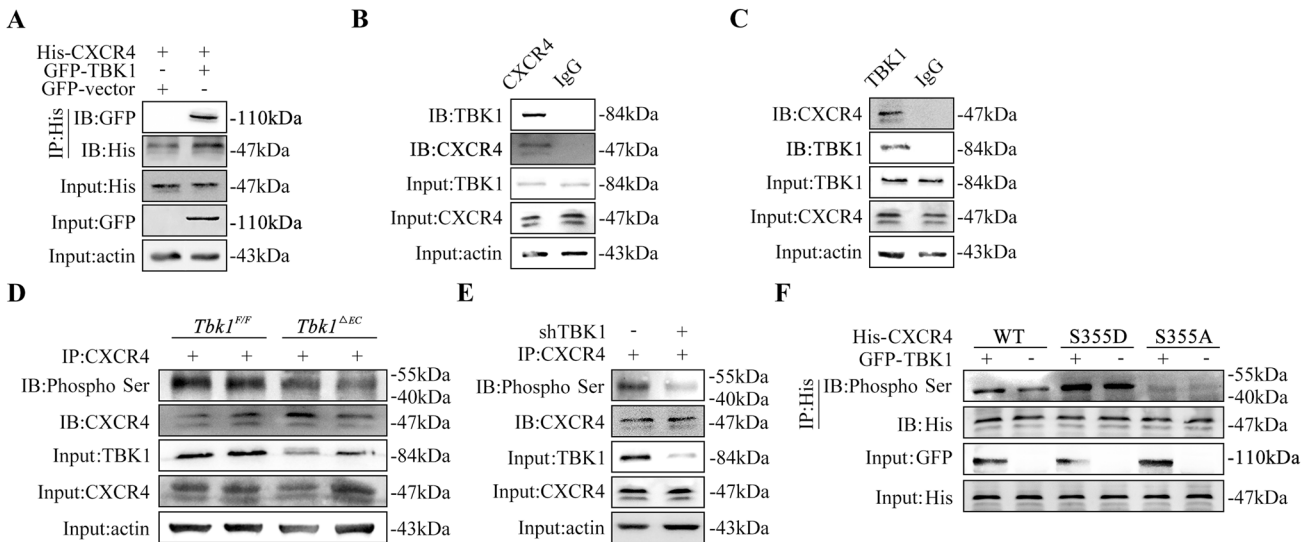 A
His-CXCR4 + +
GFP-TBK1 - +
GFP-vector + -
IP:His
IB:GFP -110kDa
IB:His -47kDa
Input:His -47kDa
Input:GFP -110kDa
Input:actin -43kDa
B
CXCR4 IgG
IB:TBK1 -84kDa
IB:CXCR4 -47kDa
Input:TBK1 -84kDa
Input:CXCR4 -47kDa
Input:actin -43kDa
C
TBK1 IgG
IB:CXCR4 -47kDa
IB:TBK1 -84kDa
Input:TBK1 -84kDa
Input:CXCR4 -47kDa
Input:actin -43kDa
D
Tbk1F/F Tbk1△EC
IP:CXCR4 + + + +
IB:Phospho Ser -55kDa
-40kDa
IB:CXCR4 -47kDa
Input:TBK1 -84kDa
Input:CXCR4 -47kDa
Input:actin -43kDa
E
shTBK1 - +
IP:CXCR4 + +
IB:Phospho Ser -55kDa
-40kDa
IB:CXCR4 -47kDa
Input:TBK1 -84kDa
Input:CXCR4 -47kDa
Input:actin -43kDa
F
His-CXCR4 WT S355D S355A
GFP-TBK1 + - + - + -
IP:His
IB:Phospho Ser -55kDa
-40kDa
IB:His -47kDa
Input:GFP -110kDa
Input:His -47kDa